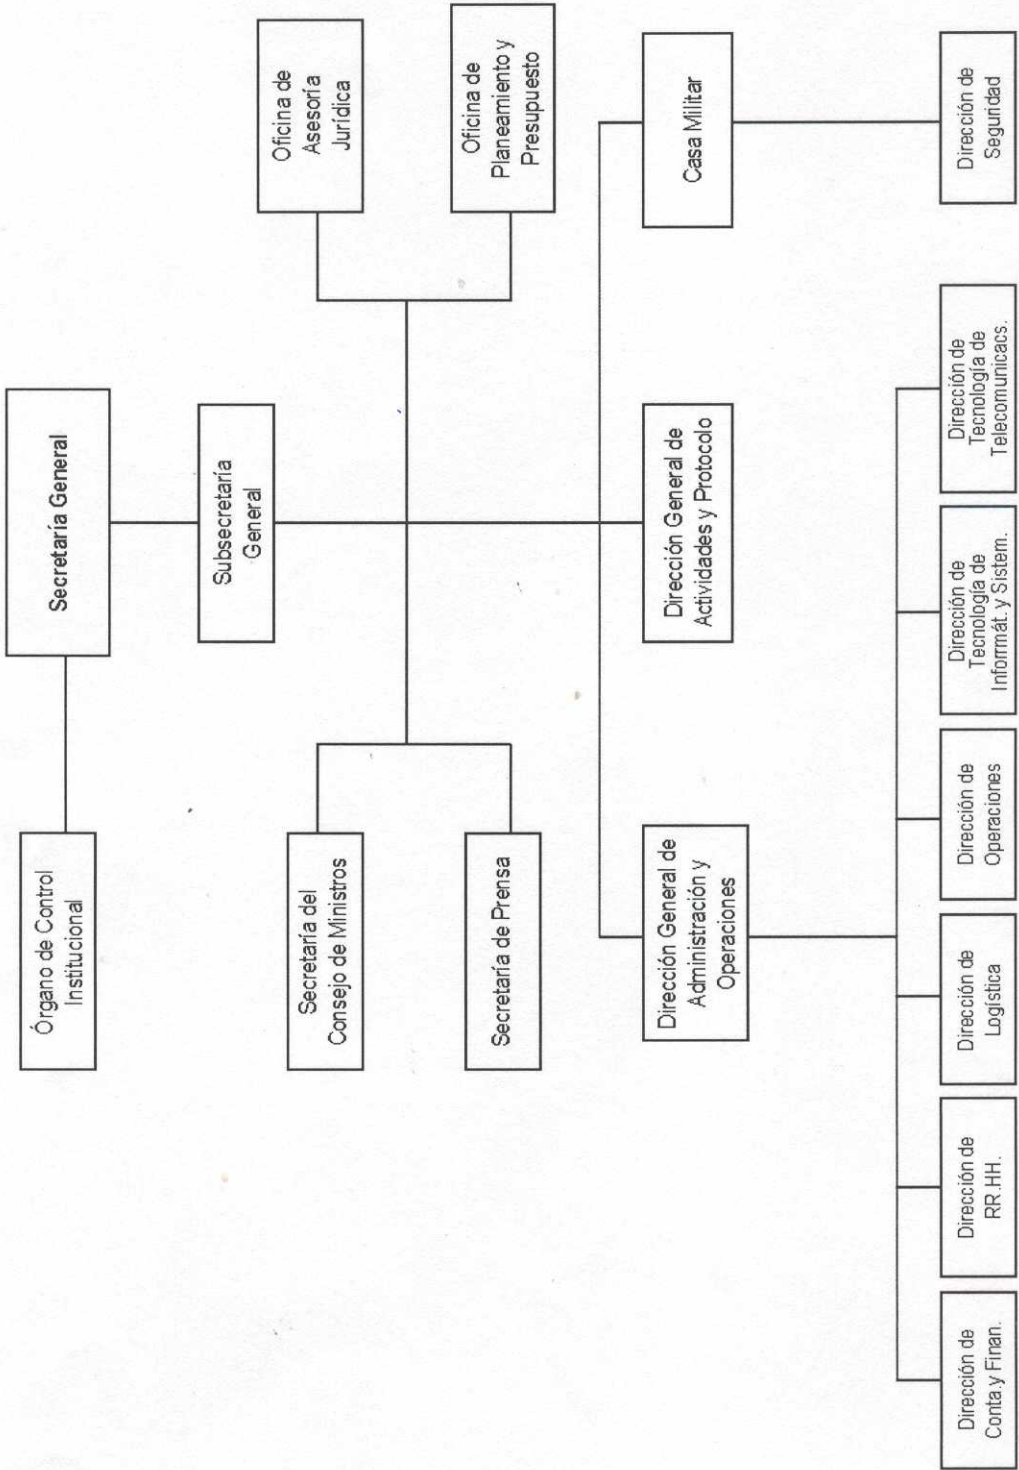 Secretaría General
Órgano de Control
Institucional
Subsecretaría
General
Oficina de
Asesoría
Jurídica
Secretaría del
Consejo de Ministros
Oficina de
Planeamiento y
Presupuesto
Secretaría de Prensa
Dirección General de
Administración y
Operaciones
Dirección General de
Actividades y Protocolo
Casa Militar
Dirección de
Conta.y Finan.
Dirección de
RR.HH.
Dirección de
Logística
Dirección de
Operaciones
Dirección de
Tecnología de
Informmát. y Sistem.
Dirección de
Tecnología de
Telecomunicacs.
Dirección de
Seguridad